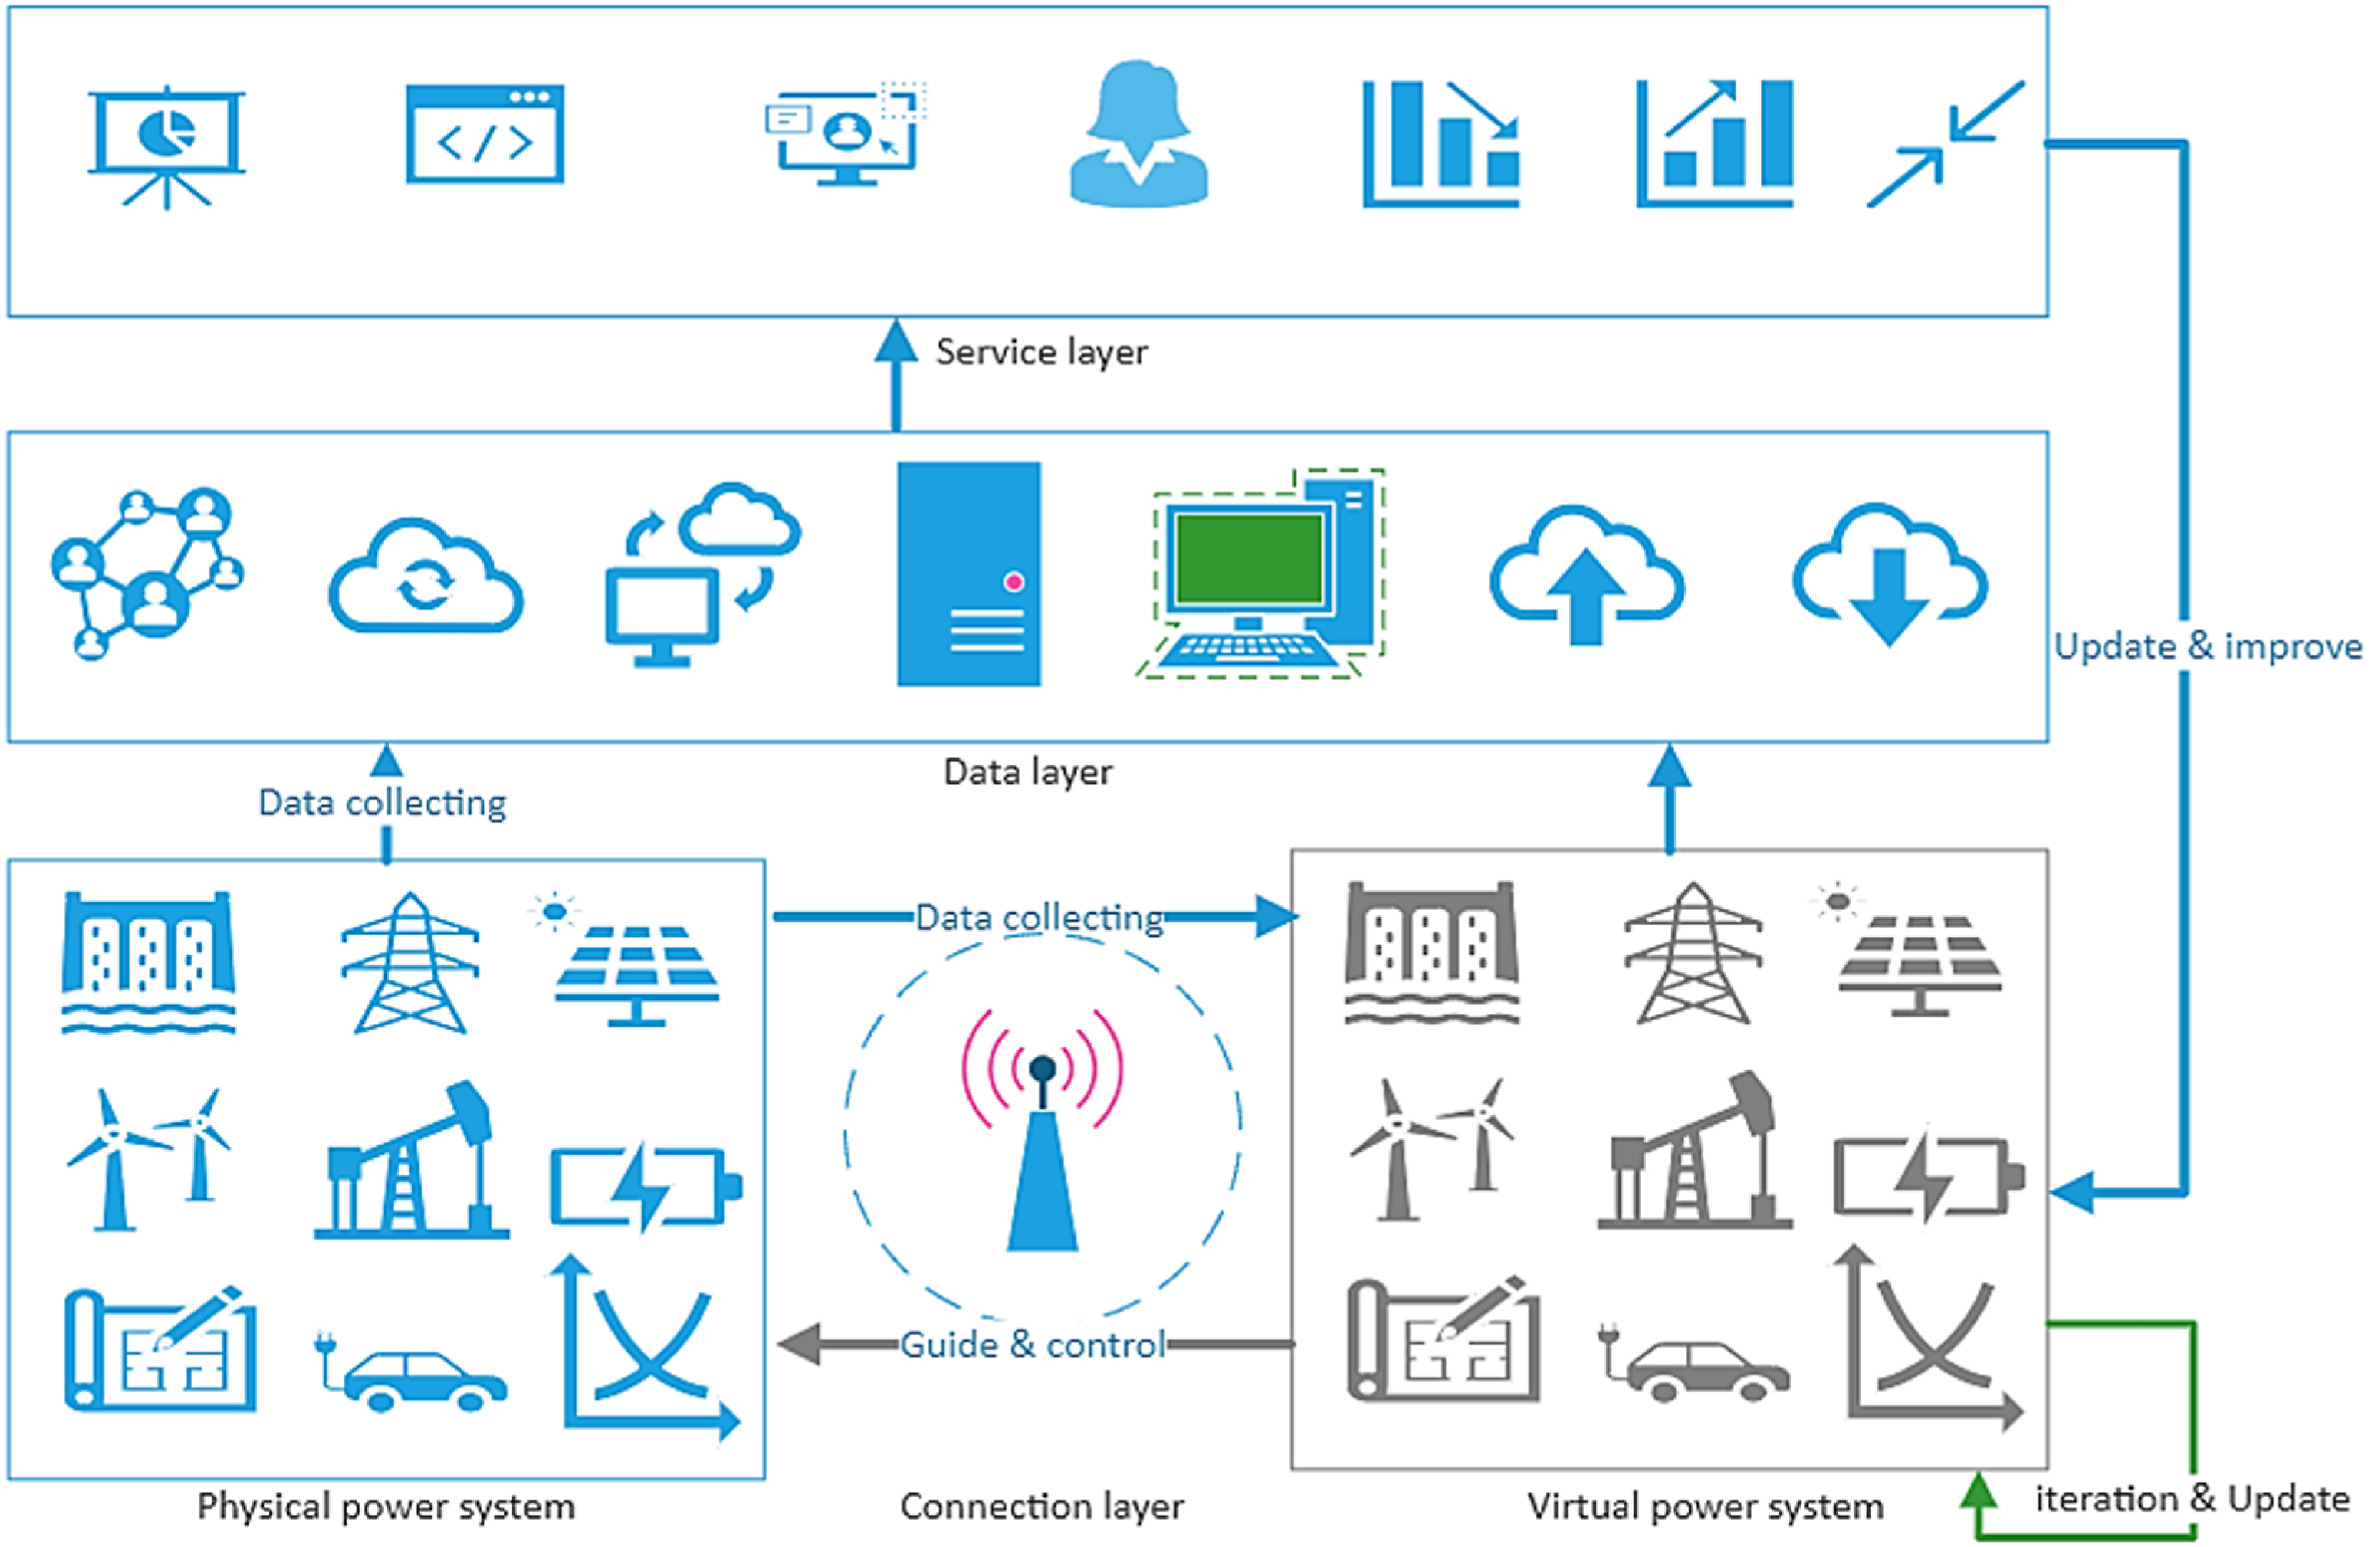 </>
Service layer
Update & improve
Data layer
Data collecting
Data collecting
Guide & control
Physical power system
Connection layer
Virtual power system
iteration & Update